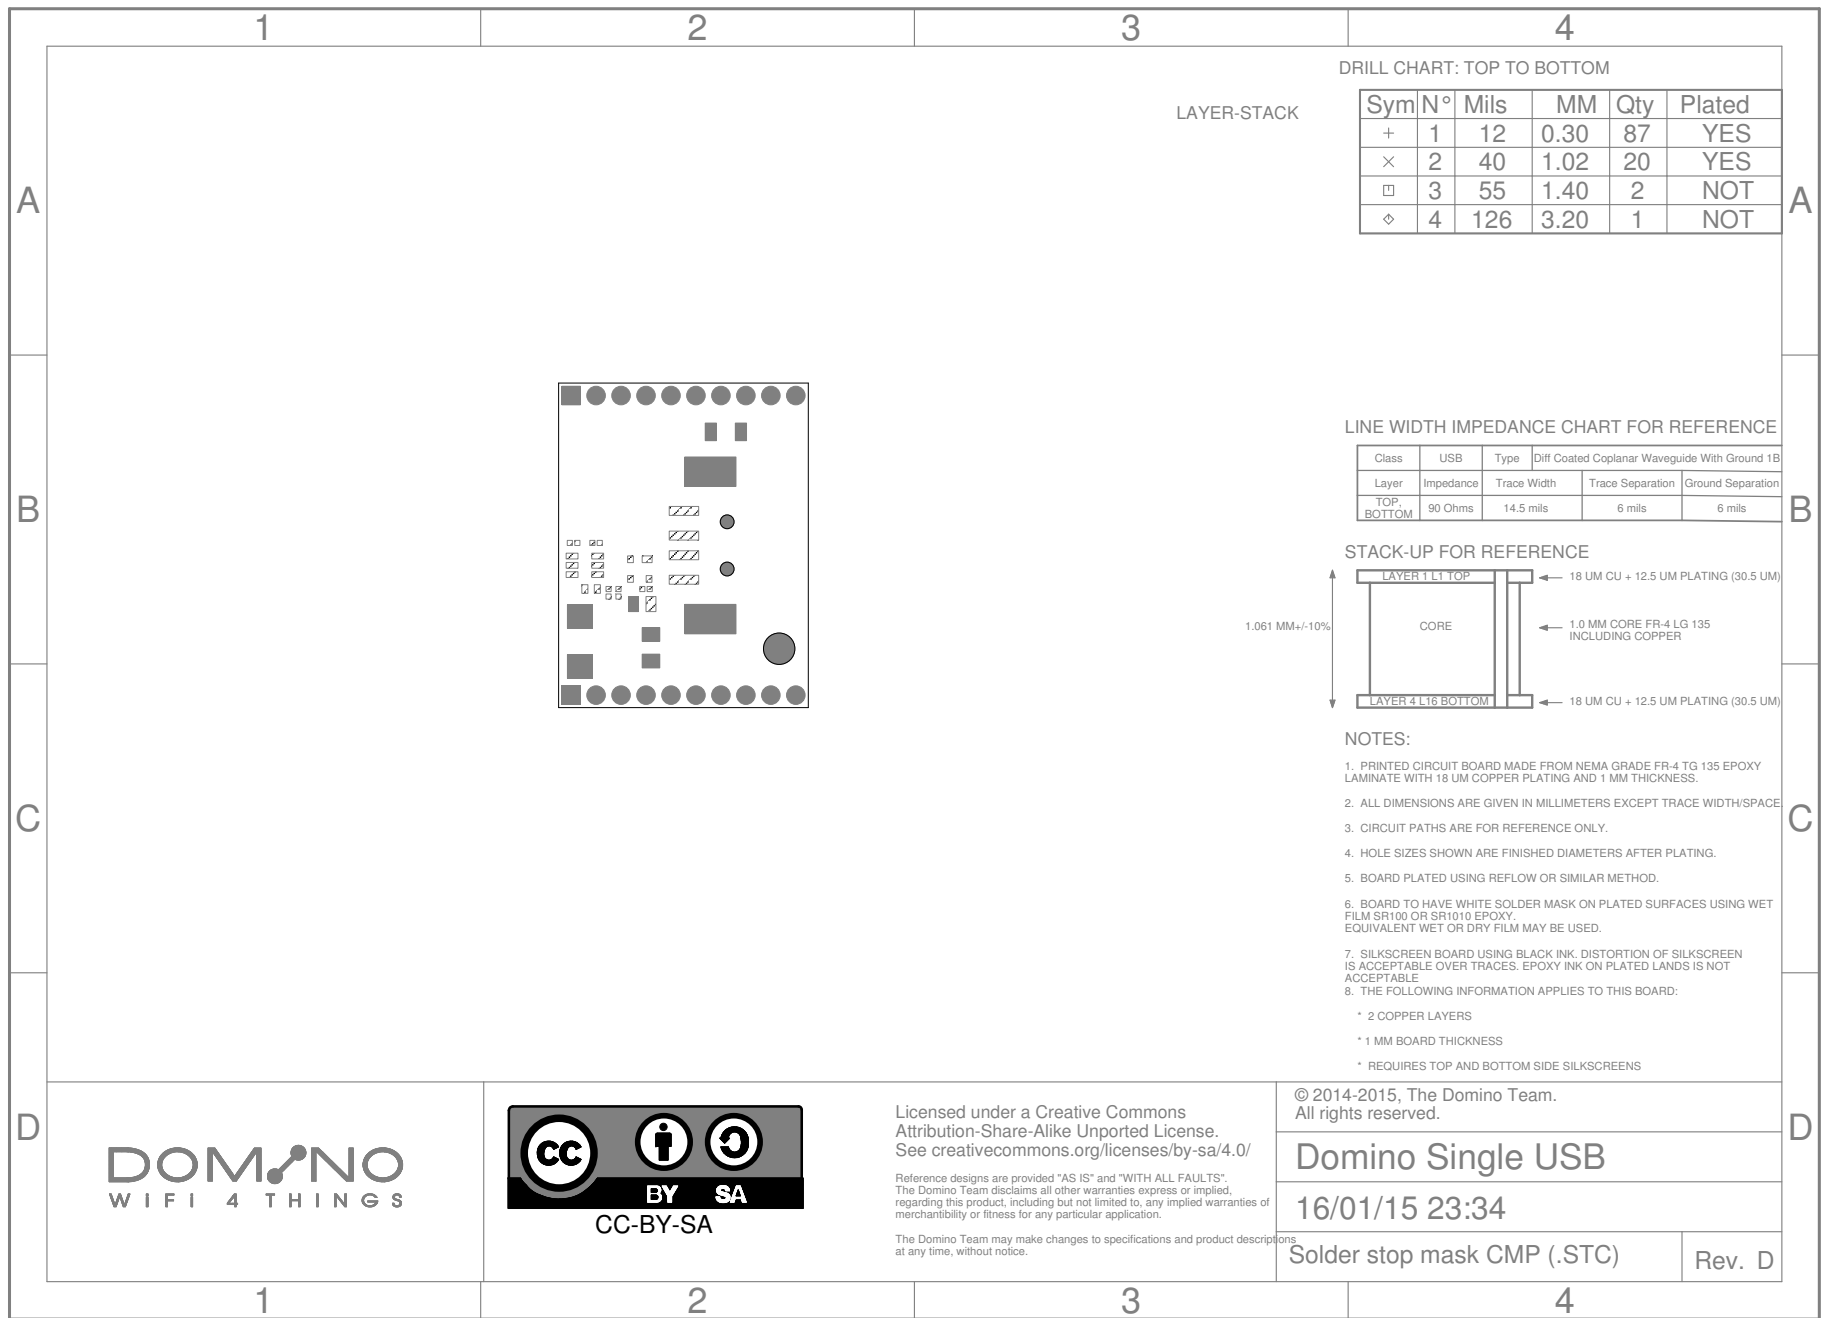 1 2 3 4
A
B
C
D
A
B
C
D
LAYER-STACK
DRILL CHART: TOP TO BOTTOM
Sym N° Mils MM Qty Plated
+ 1 12 0.30 87 YES
× 2 40 1.02 20 YES
3 55 1.40 2 NOT
4 126 3.20 1 NOT
LINE WIDTH IMPEDANCE CHART FOR REFERENCE
Class USB Type Diff Coated Coplanar Waveguide With Ground 1B
Layer Impedance Trace Width Trace Separation Ground Separation
TOP, BOTTOM 90 Ohms 14.5 mils 6 mils 6 mils
STACK-UP FOR REFERENCE
LAYER 1 L1 TOP
18 UM CU + 12.5 UM PLATING (30.5 UM)
1.061 MM+/-10%
CORE
1.0 MM CORE FR-4 LG 135
INCLUDING COPPER
LAYER 4 L16 BOTTOM
18 UM CU + 12.5 UM PLATING (30.5 UM)
NOTES:
1. PRINTED CIRCUIT BOARD MADE FROM NEMA GRADE FR-4 TG 135 EPOXY
LAMINATE WITH 18 UM COPPER PLATING AND 1 MM THICKNESS.
2. ALL DIMENSIONS ARE GIVEN IN MILLIMETERS EXCEPT TRACE WIDTH/SPACE
3. CIRCUIT PATHS ARE FOR REFERENCE ONLY.
4. HOLE SIZES SHOWN ARE FINISHED DIAMETERS AFTER PLATING.
5. BOARD PLATED USING REFLOW OR SIMILAR METHOD.
6. BOARD TO HAVE WHITE SOLDER MASK ON PLATED SURFACES USING WET
FILM SR100 OR SR1010 EPOXY.
EQUIVALENT WET OR DRY FILM MAY BE USED.
7. SILKSCREEN BOARD USING BLACK INK. DISTORTION OF SILKSCREEN
IS ACCEPTABLE OVER TRACES. EPOXY INK ON PLATED LANDS IS NOT
ACCEPTABLE
8. THE FOLLOWING INFORMATION APPLIES TO THIS BOARD:
* 2 COPPER LAYERS
* 1 MM BOARD THICKNESS
* REQUIRES TOP AND BOTTOM SIDE SILKSCREENS
DOMINO
WIFI 4 THINGS
cc
BY SA
CC-BY-SA
Licensed under a Creative Commons
Attribution-Share-Alike Unported License.
See creativecommons.org/licenses/by-sa/4.0/
Reference designs are provided "AS IS" and "WITH ALL FAULTS".
The Domino Team disclaims all other warranties express or implied,
regarding this product, including but not limited to, any implied warranties of
merchantibility or fitness for any particular application.
The Domino Team may make changes to specifications and product descriptions
at any time, without notice.
© 2014-2015, The Domino Team.
All rights reserved.
Domino Single USB
16/01/15 23:34
Solder stop mask CMP (.STC)
Rev. D
1 2 3 4